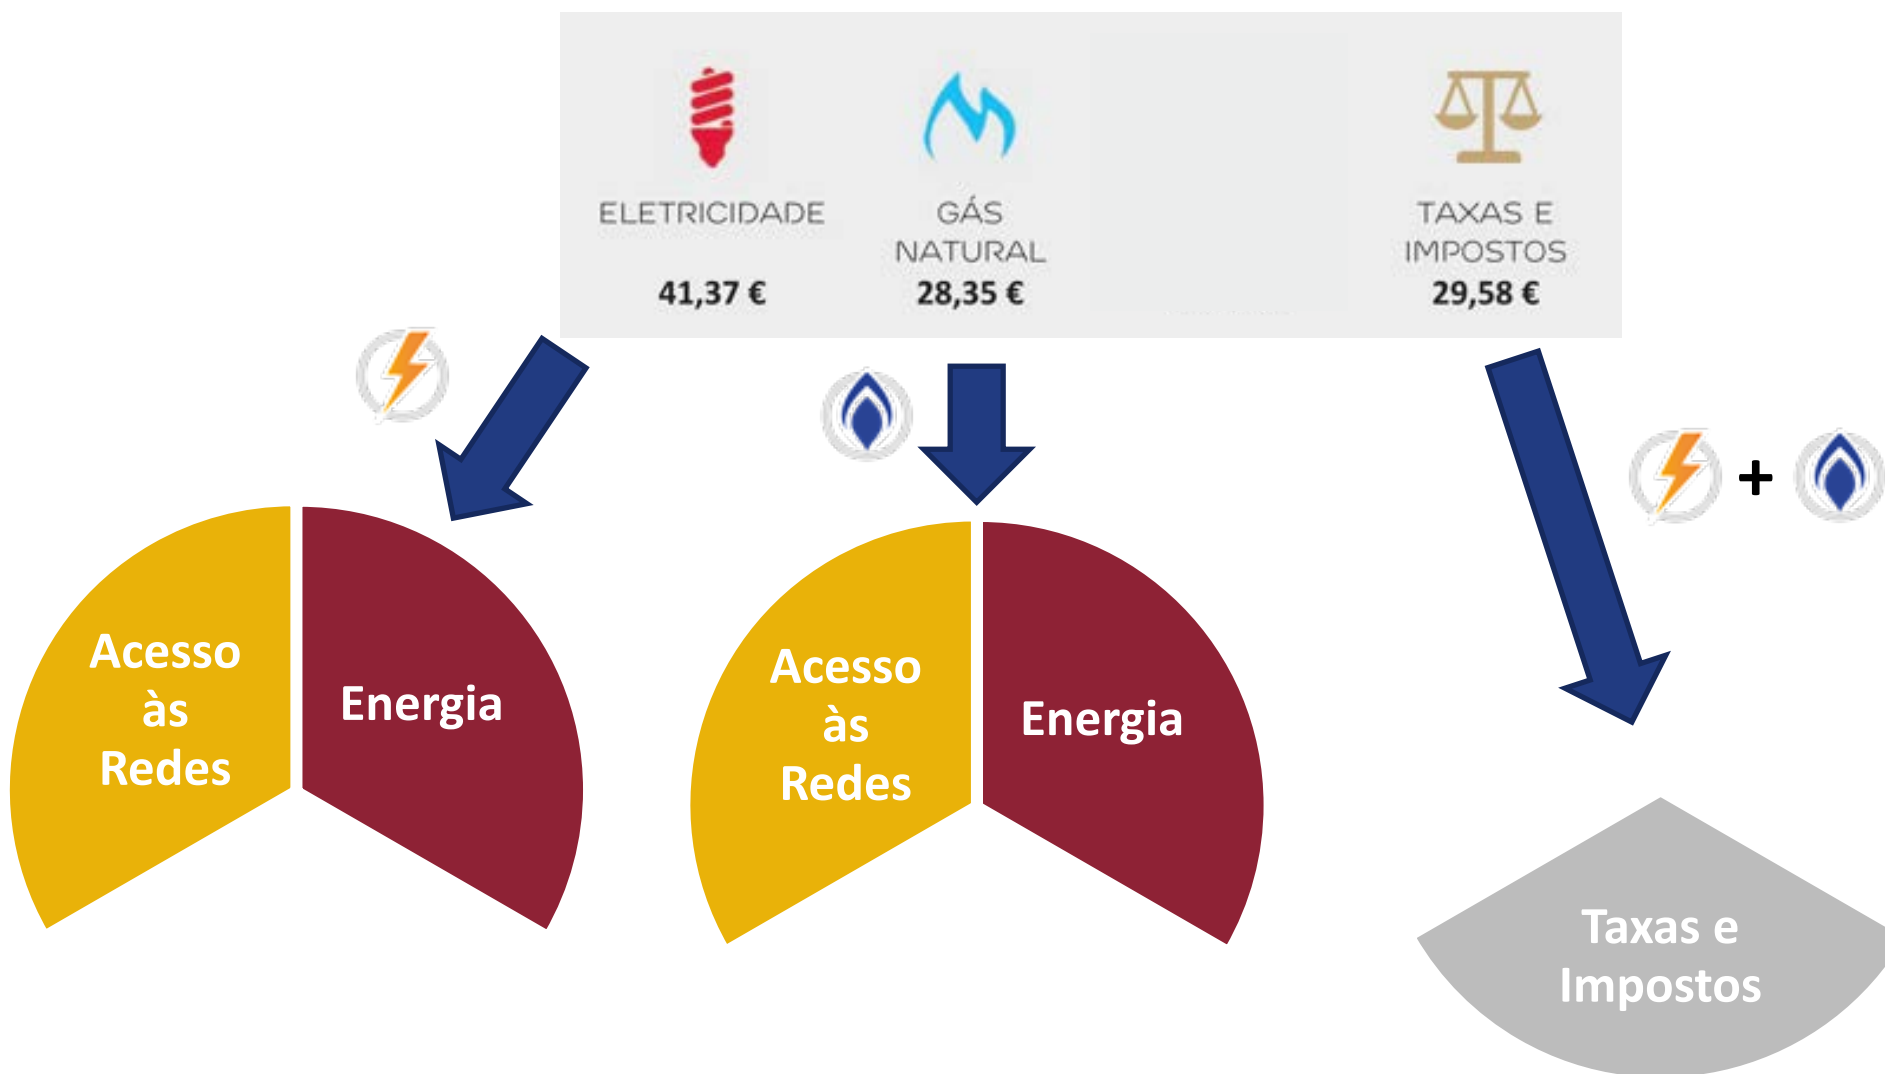 ELETRICIDADE
41,37 €
GÁS
NATURAL
28,35 €
TAXAS E
IMPOSTOS
29,58 €
+
Acesso
às
Redes
Energia
Acesso
às
Redes
Energia
Taxas e
Impostos